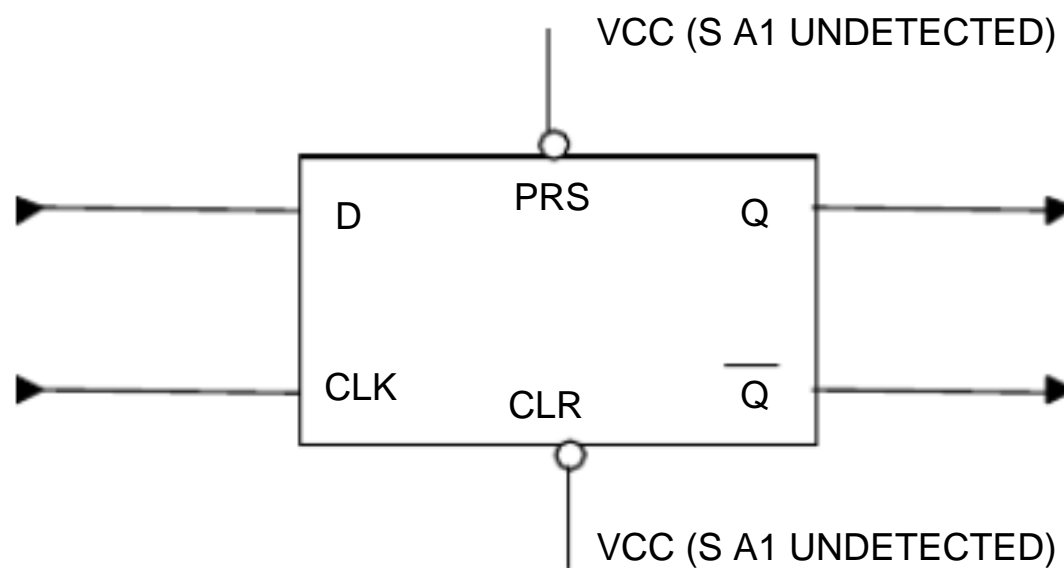 VCC (S A1 UNDETECTED)
PRS
D
Q
CLK
CLR
Q
VCC (S A1 UNDETECTED)